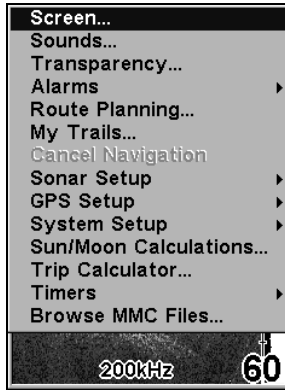 Screen...
Sounds...
Transparency...
Alarms
Route Planning...
My Trails...
Cancel Navigation
Sonar Setup
GPS Setup
System Setup
Sun/Moon Calculations...
Trip Calculator...
Timers
Browse MMC Files...
200kHz 60